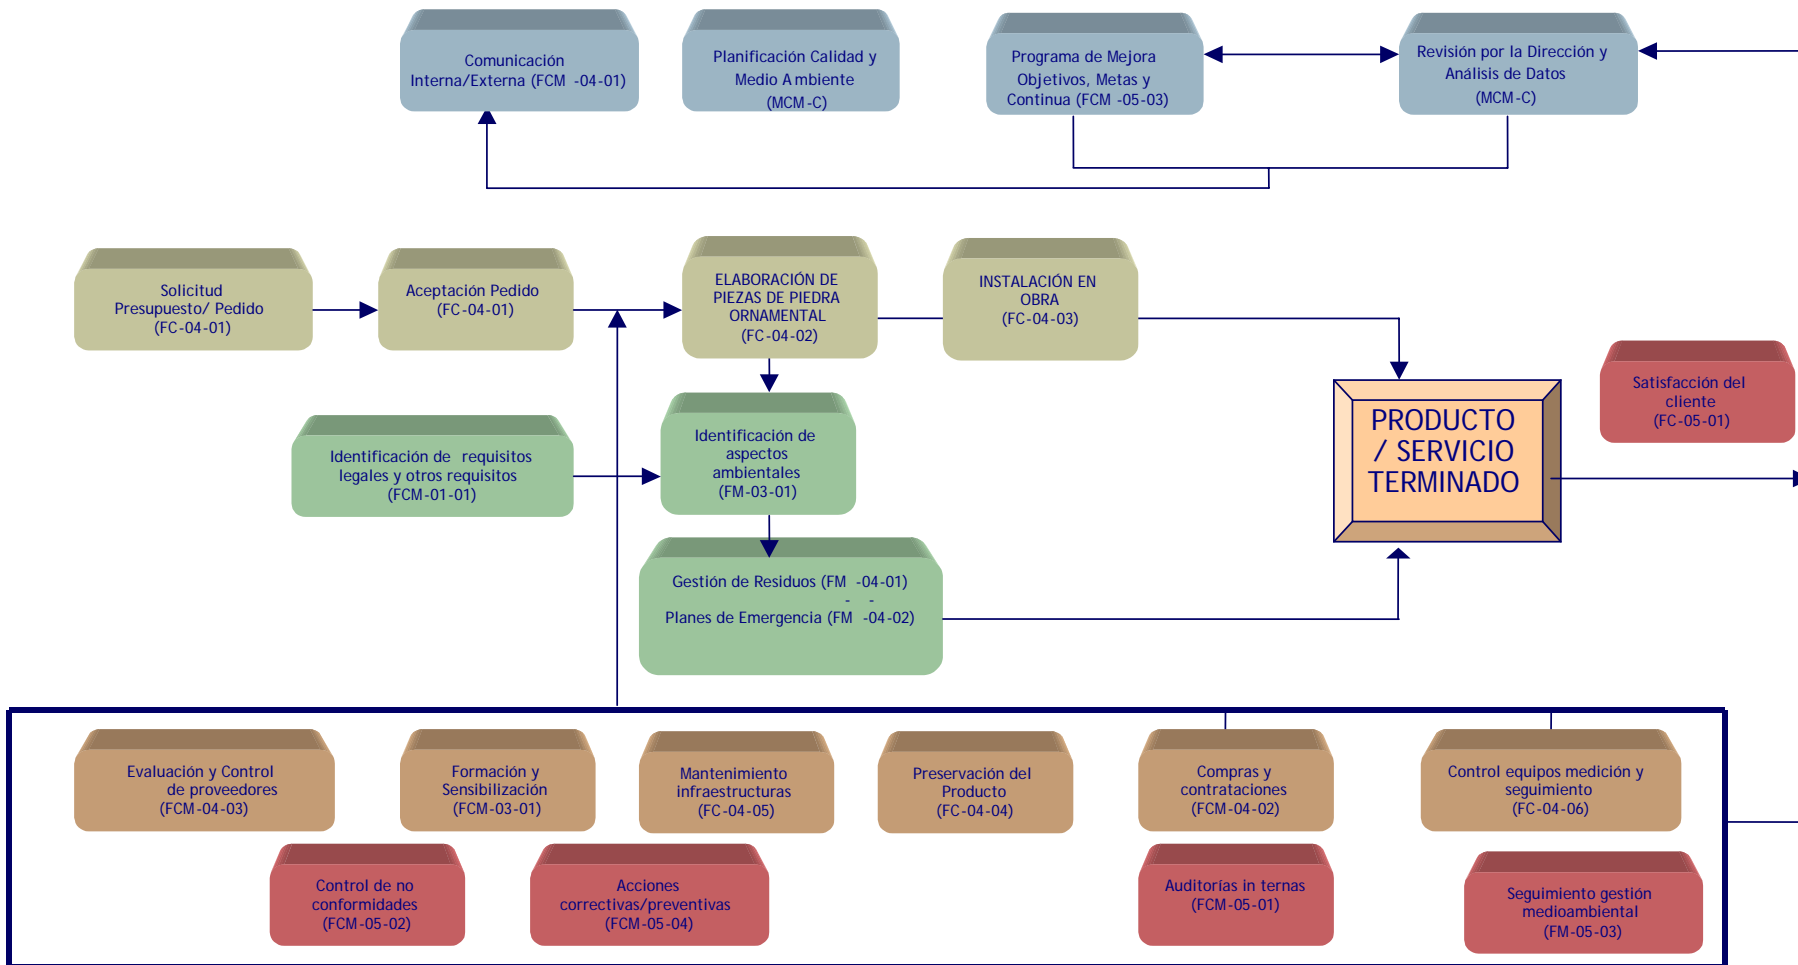 Comunicación
Interna/Externa (FCM -04-01)
Planificación Calidad y
Medio Ambiente
(MCM-C)
Programa de Mejora
Objetivos, Metas y
Continua (FCM -05-03)
Revisión por la Dirección y
Análisis de Datos
(MCM-C)
Solicitud
Presupuesto/ Pedido
(FC-04-01)
Aceptación Pedido
(FC-04-01)
ELABORACIÓN DE
PIEZAS DE PIEDRA
ORNAMENTAL
(FC-04-02)
INSTALACIÓN EN
OBRA
(FC-04-03)
Satisfacción del
cliente
(FC-05-01)
PRODUCTO
/ SERVICIO
TERMINADO
Identificación de requisitos
legales y otros requisitos
(FCM-01-01)
Identificación de
aspectos
ambientales
(FM-03-01)
Gestión de Residuos (FM -04-01)
- -
Planes de Emergencia (FM -04-02)
Evaluación y Control
de proveedores
(FCM-04-03)
Formación y
Sensibilización
(FCM-03-01)
Mantenimiento
infraestructuras
(FC-04-05)
Preservación del
Producto
(FC-04-04)
Compras y
contrataciones
(FCM-04-02)
Control equipos medición y
seguimiento
(FC-04-06)
Control de no
conformidades
(FCM-05-02)
Acciones
correctivas/preventivas
(FCM-05-04)
Auditorías in ternas
(FCM-05-01)
Seguimiento gestión
medioambiental
(FM-05-03)